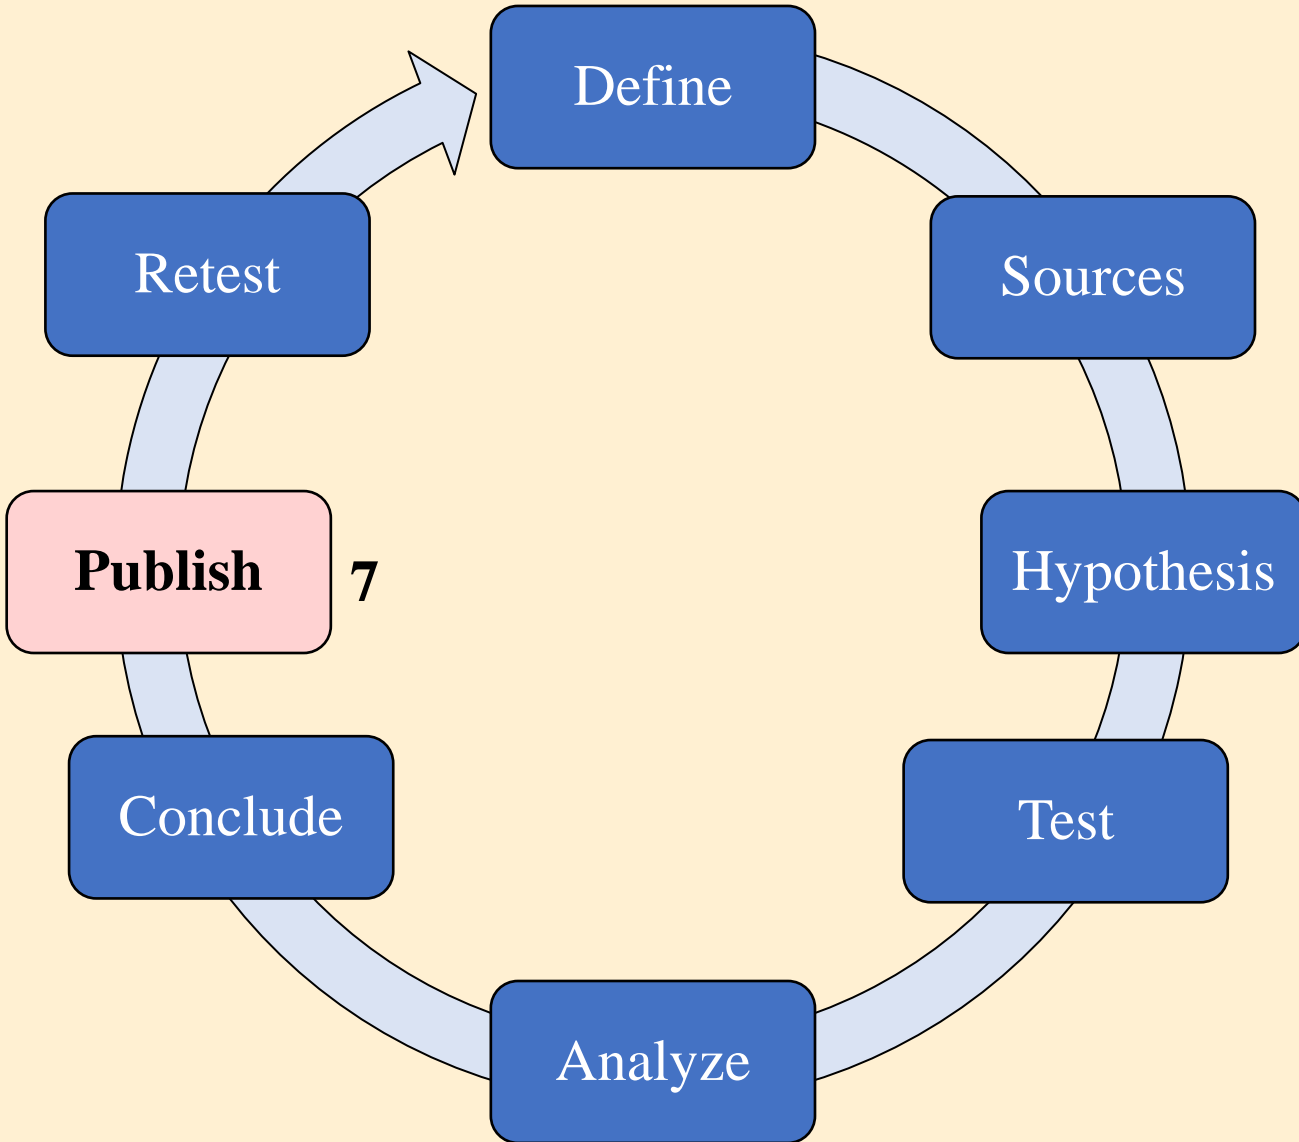 Define
Sources
Hypothesis
Test
Analyze
Conclude
Publish
7
Retest